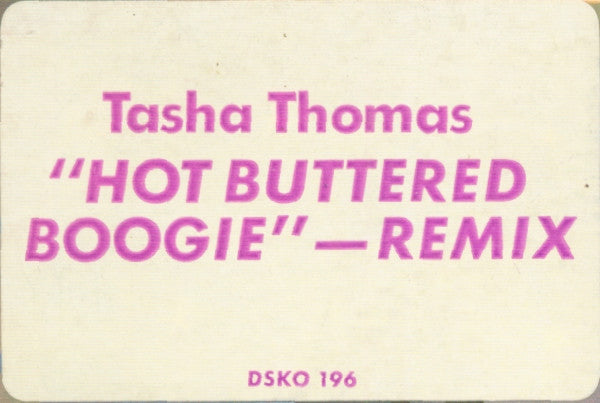 Tasha Thomas
“HOT BUTTERED
BOOGIE”—REMIX
DSKO 196